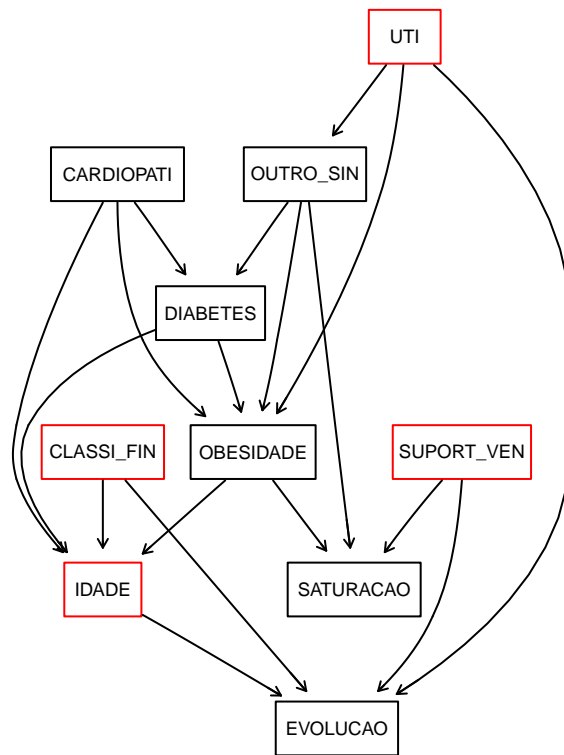 UTI
CARDIOPATI
OUTRO_SIN
DIABETES
CLASSI_FIN
OBESIDADE
SUPORT_VEN
IDADE
SATURACAO
EVOLUCAO